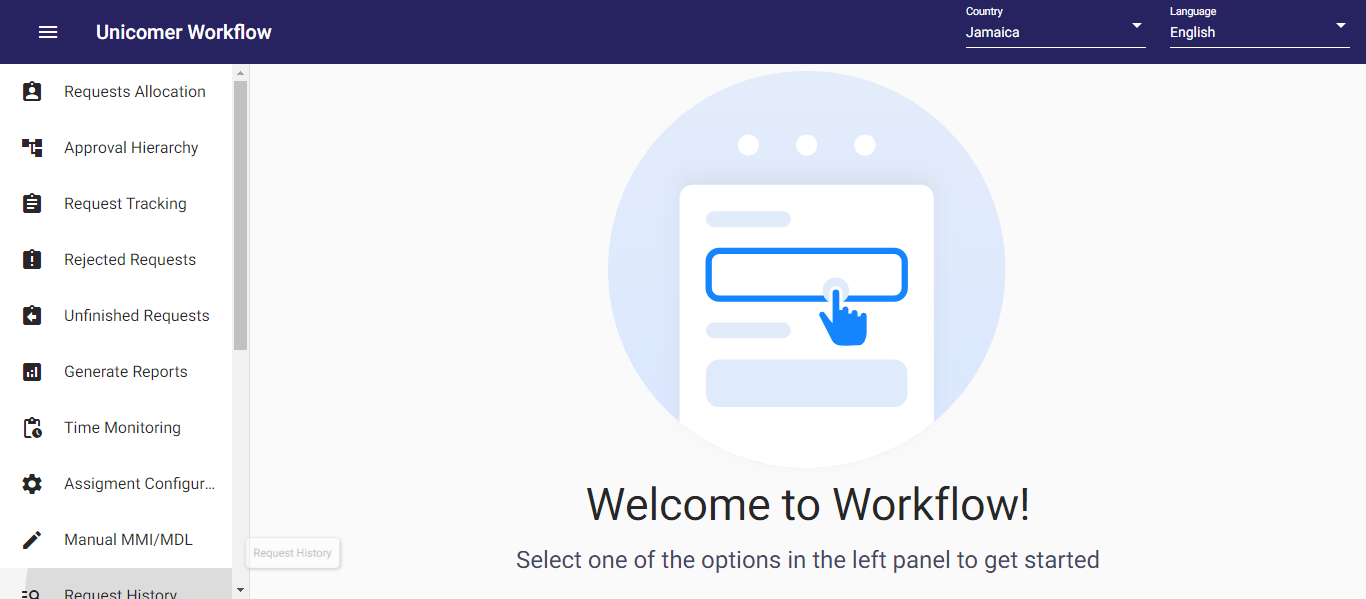 Unicomer Workflow
Country
Jamaica
Language
English
Requests Allocation
Approval Hierarchy
Request Tracking
Rejected Requests
Unfinished Requests
Generate Reports
Time Monitoring
Assigment Configur...
Manual MMI/MDL
Request History
Request History
Welcome to Workflow!
Select one of the options in the left panel to get started